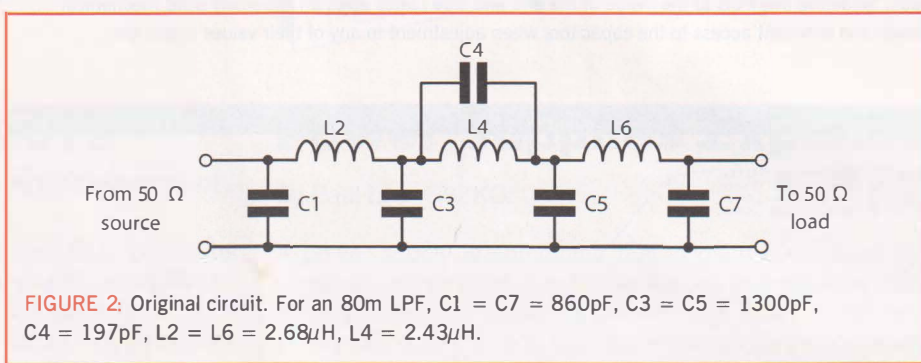 C4
L2
L4
L6
From 50 Ω
source
C1
C3
C5
C7
To 50 Ω
load
FIGURE 2: Original circuit. For an 80m LPF, C1 = C7 = 860pF, C3 = C5 = 1300pF,
C4 = 197pF, L2 = L6 = 2.68µH, L4 = 2.43µH.